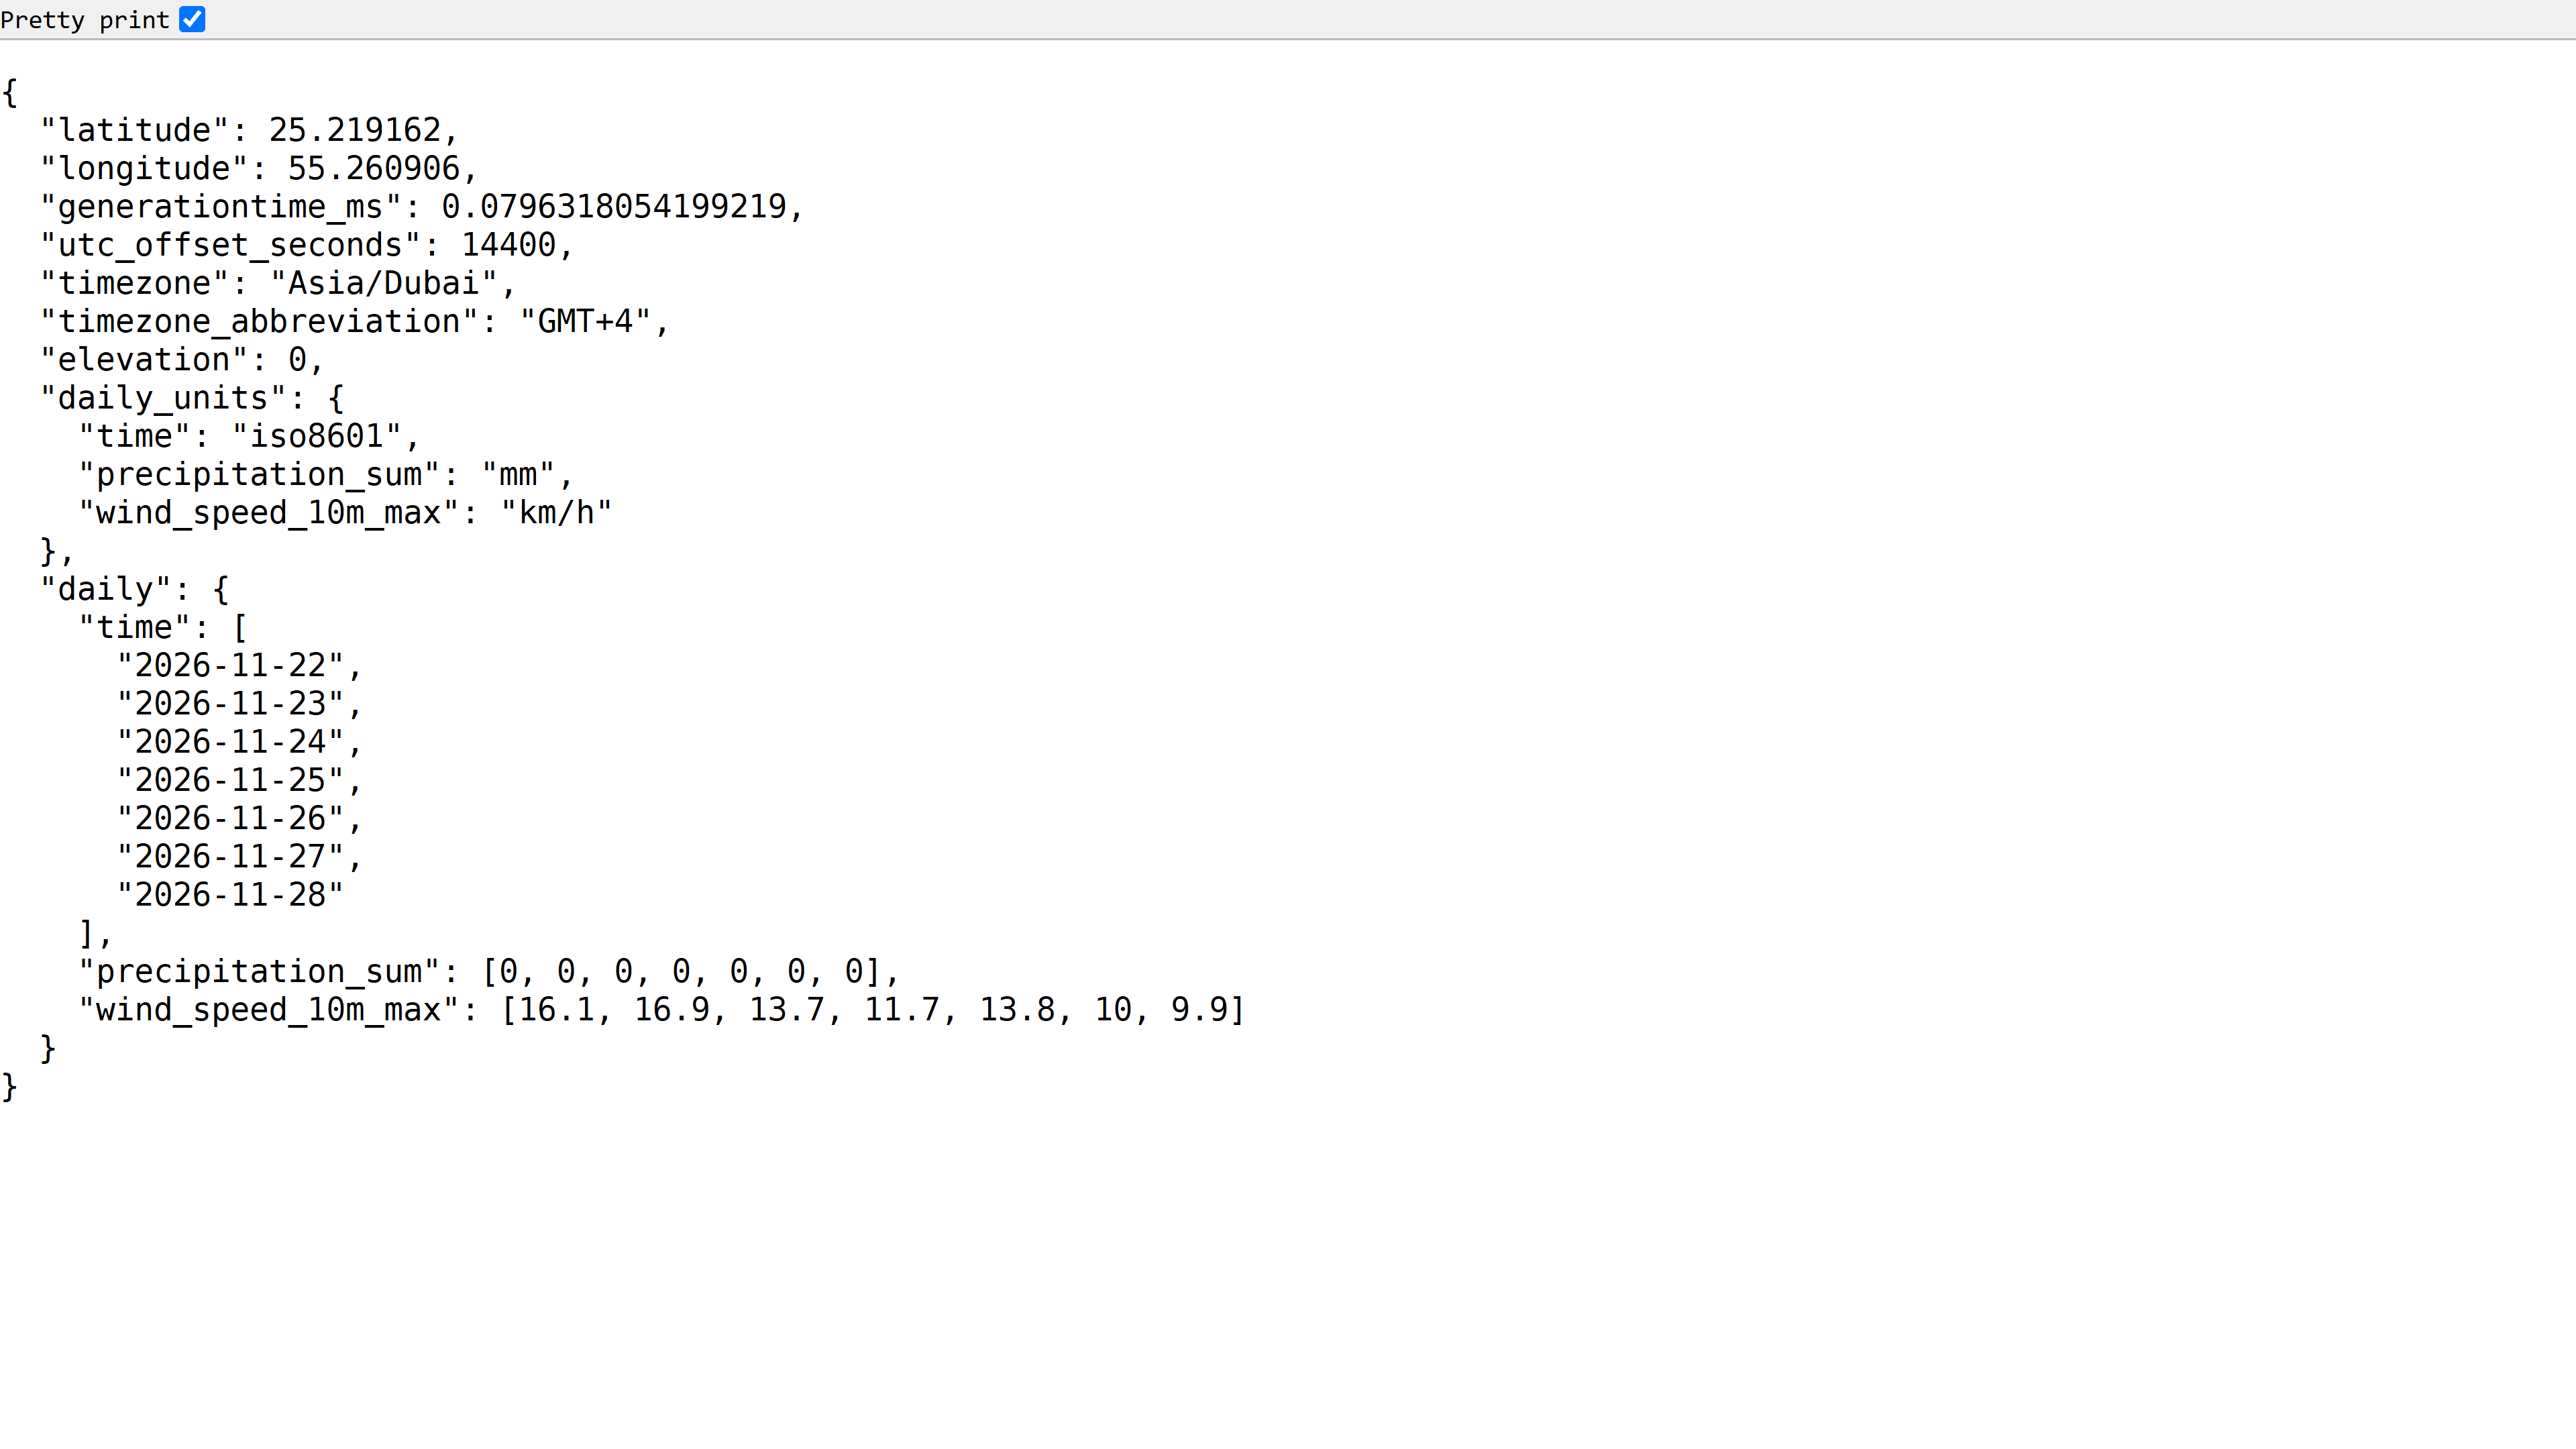 Pretty print
{
  "latitude": 25.219162,
  "longitude": 55.260906,
  "generationtime_ms": 0.0796318054199219,
  "utc_offset_seconds": 14400,
  "timezone": "Asia/Dubai",
  "timezone_abbreviation": "GMT+4",
  "elevation": 0,
  "daily_units": {
    "time": "iso8601",
    "precipitation_sum": "mm",
    "wind_speed_10m_max": "km/h"
  },
  "daily": {
    "time": [
      "2026-11-22",
      "2026-11-23",
      "2026-11-24",
      "2026-11-25",
      "2026-11-26",
      "2026-11-27",
      "2026-11-28"
    ],
    "precipitation_sum": [0, 0, 0, 0, 0, 0, 0],
    "wind_speed_10m_max": [16.1, 16.9, 13.7, 11.7, 13.8, 10, 9.9]
  }
}